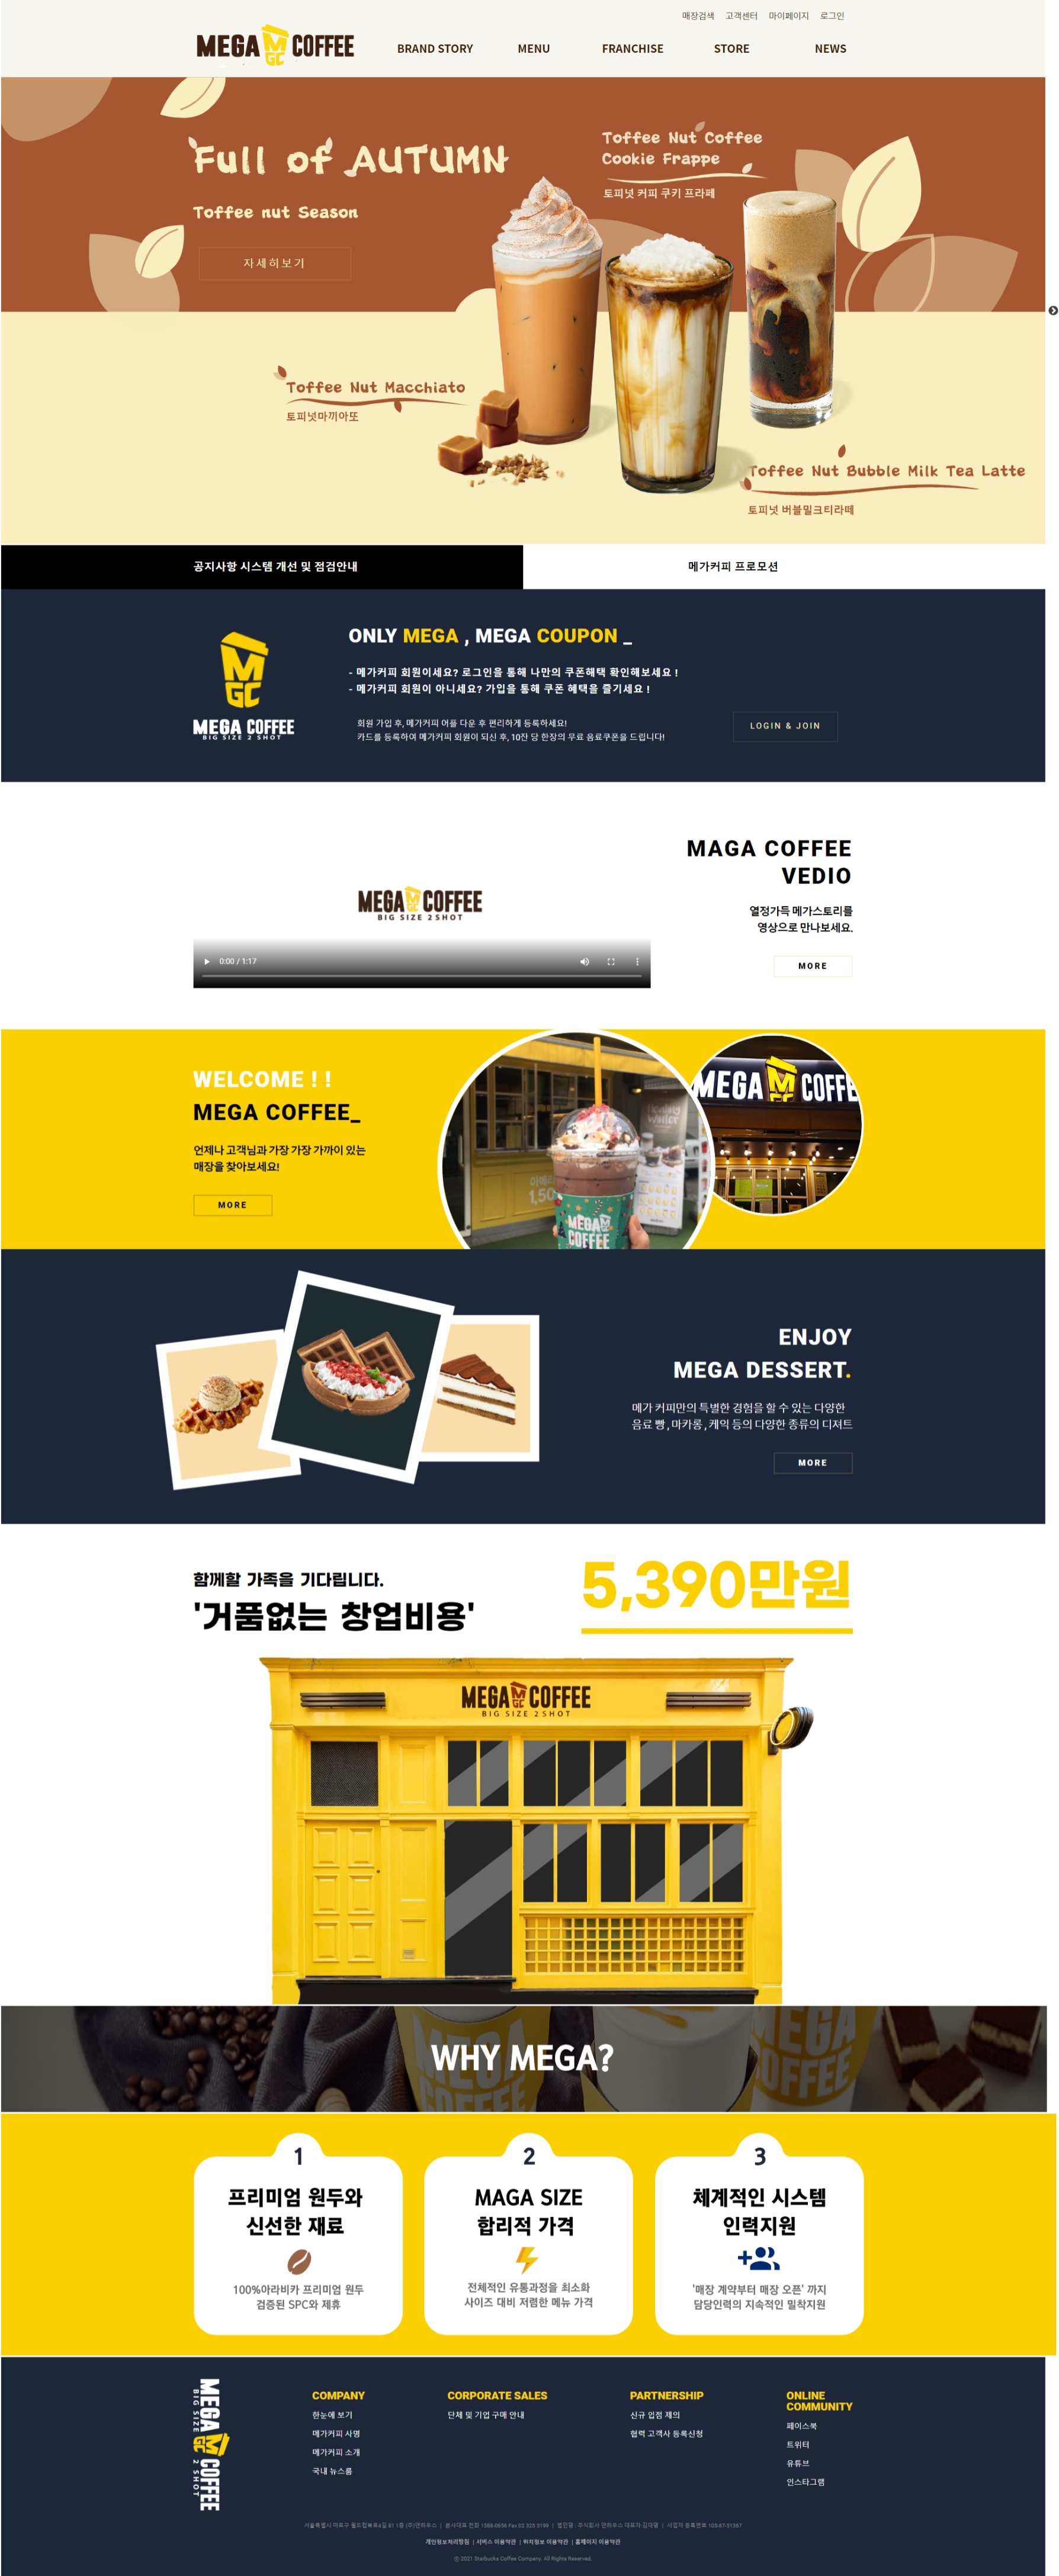 매장검색 고객센터 마이페이지 로그인
MEGA MGC COFFEE
BRAND STORY MENU FRANCHISE STORE NEWS
Full of AUTUMN
Toffee nut Season
자세히보기
Toffee Nut Coffee
Cookie Frappe
토피넛 커피 쿠키 프라페
Toffee Nut Macchiato
토피넛마끼아또
Toffee Nut Bubble Milk Tea Latte
토피넛 버블밀크티라떼
공지사항 시스템 개선 및 점검안내
메가커피 프로모션
MGC
MEGA COFFEE
BIG SIZE 2 SHOT
ONLY MEGA , MEGA COUPON _
- 메가커피 회원이세요? 로그인을 통해 나만의 쿠폰해택 확인해보세요 !
- 메가커피 회원이 아니세요? 가입을 통해 쿠폰 혜택을 즐기세요 !
회원 가입 후, 메가커피 어플 다운 후 편리하게 등록하세요!
카드를 등록하여 메가커피 회원이 되신 후, 10잔 당 한장의 무료 음료쿠폰을 드립니다!
LOGIN & JOIN
MEGA MGC COFFEE
BIG SIZE 2 SHOT
0:00 / 1:17
MAGA COFFEE
VEDIO
열정가득 메가스토리를
영상으로 만나보세요.
MORE
WELCOME ! !
MEGA COFFEE_
언제나 고객님과 가장 가장 가까이 있는
매장을 찾아보세요!
MORE
MEGA COFFE
1,50
MEGA
COFFEE
ENJOY
MEGA DESSERT.
메가 커피만의 특별한 경험을 할 수 있는 다양한
음료 빵 , 마카롱 , 케익 등의 다양한 종류의 디저트
MORE
함께할 가족을 기다립니다.
'거품없는 창업비용'
5,390만원
MEGA MGC COFFEE
BIG SIZE 2 SHOT
WHY MEGA?
1
프리미엄 원두와
신선한 재료
100%아라비카 프리미엄 원두
검증된 SPC와 제휴
2
MAGA SIZE
합리적 가격
전체적인 유통과정을 최소화
사이즈 대비 저렴한 메뉴 가격
3
체계적인 시스템
인력지원
'매장 계약부터 매장 오픈' 까지
담당인력의 지속적인 밀착지원
MEGA MGC COFFEE
BIG SIZE 2 SHOT
COMPANY
한눈에 보기
메가커피 사명
메가커피 소개
국내 뉴스룸
CORPORATE SALES
단체 및 기업 구매 안내
PARTNERSHIP
신규 입점 제의
협력 고객사 등록신청
ONLINE
COMMUNITY
페이스북
트위터
유튜브
인스타그램
개인정보처리방침 | 서비스 이용약관 | 위치정보 이용약관 | 홈페이지 이용약관
ⓒ 2021 Starbucks Coffee Company. All Rights Reserved.